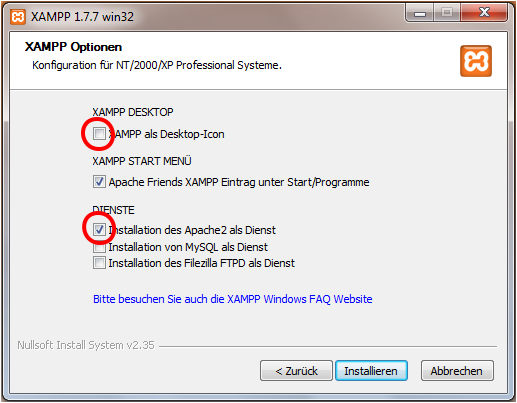 XAMPP 1.7.7 win32
XAMPP Optionen
Konfiguration für NT/2000/XP Professional Systeme.
XAMPP DESKTOP
XAMPP als Desktop-Icon
XAMPP START MENÜ
Apache Friends XAMPP Eintrag unter Start/Programme
DIENSTE
Installation des Apache2 als Dienst
Installation von MySQL als Dienst
Installation des Filezilla FTPD als Dienst
Bitte besuchen Sie auch die XAMPP Windows FAQ Website
Nullsoft Install System v2.35
< Zurück Installieren Abbrechen